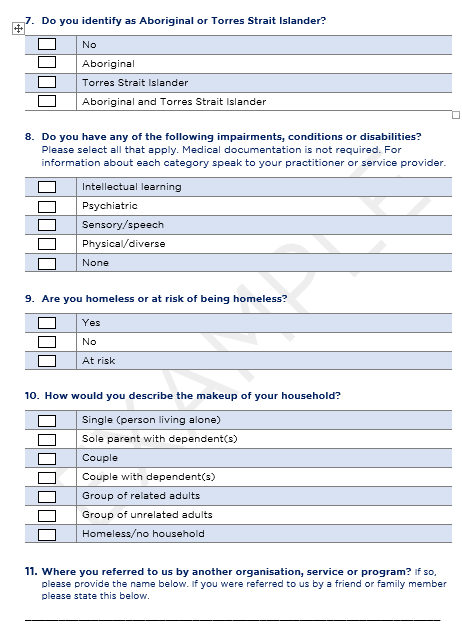 7. Do you identify as Aboriginal or Torres Strait Islander?
No
Aboriginal
Torres Strait Islander
Aboriginal and Torres Strait Islander
8. Do you have any of the following impairments, conditions or disabilities?
Please select all that apply. Medical documentation is not required. For
information about each category speak to your practitioner or service provider.
Intellectual learning
Psychiatric
Sensory/speech
Physical/diverse
None
9. Are you homeless or at risk of being homeless?
Yes
No
At risk
10. How would you describe the makeup of your household?
Single (person living alone)
Sole parent with dependent(s)
Couple
Couple with dependent(s)
Group of related adults
Group of unrelated adults
Homeless/no household
11. Where you referred to us by another organisation, service or program? If so,
please provide the name below. If you were referred to us by a friend or family member
please state this below.
EXAMPLE